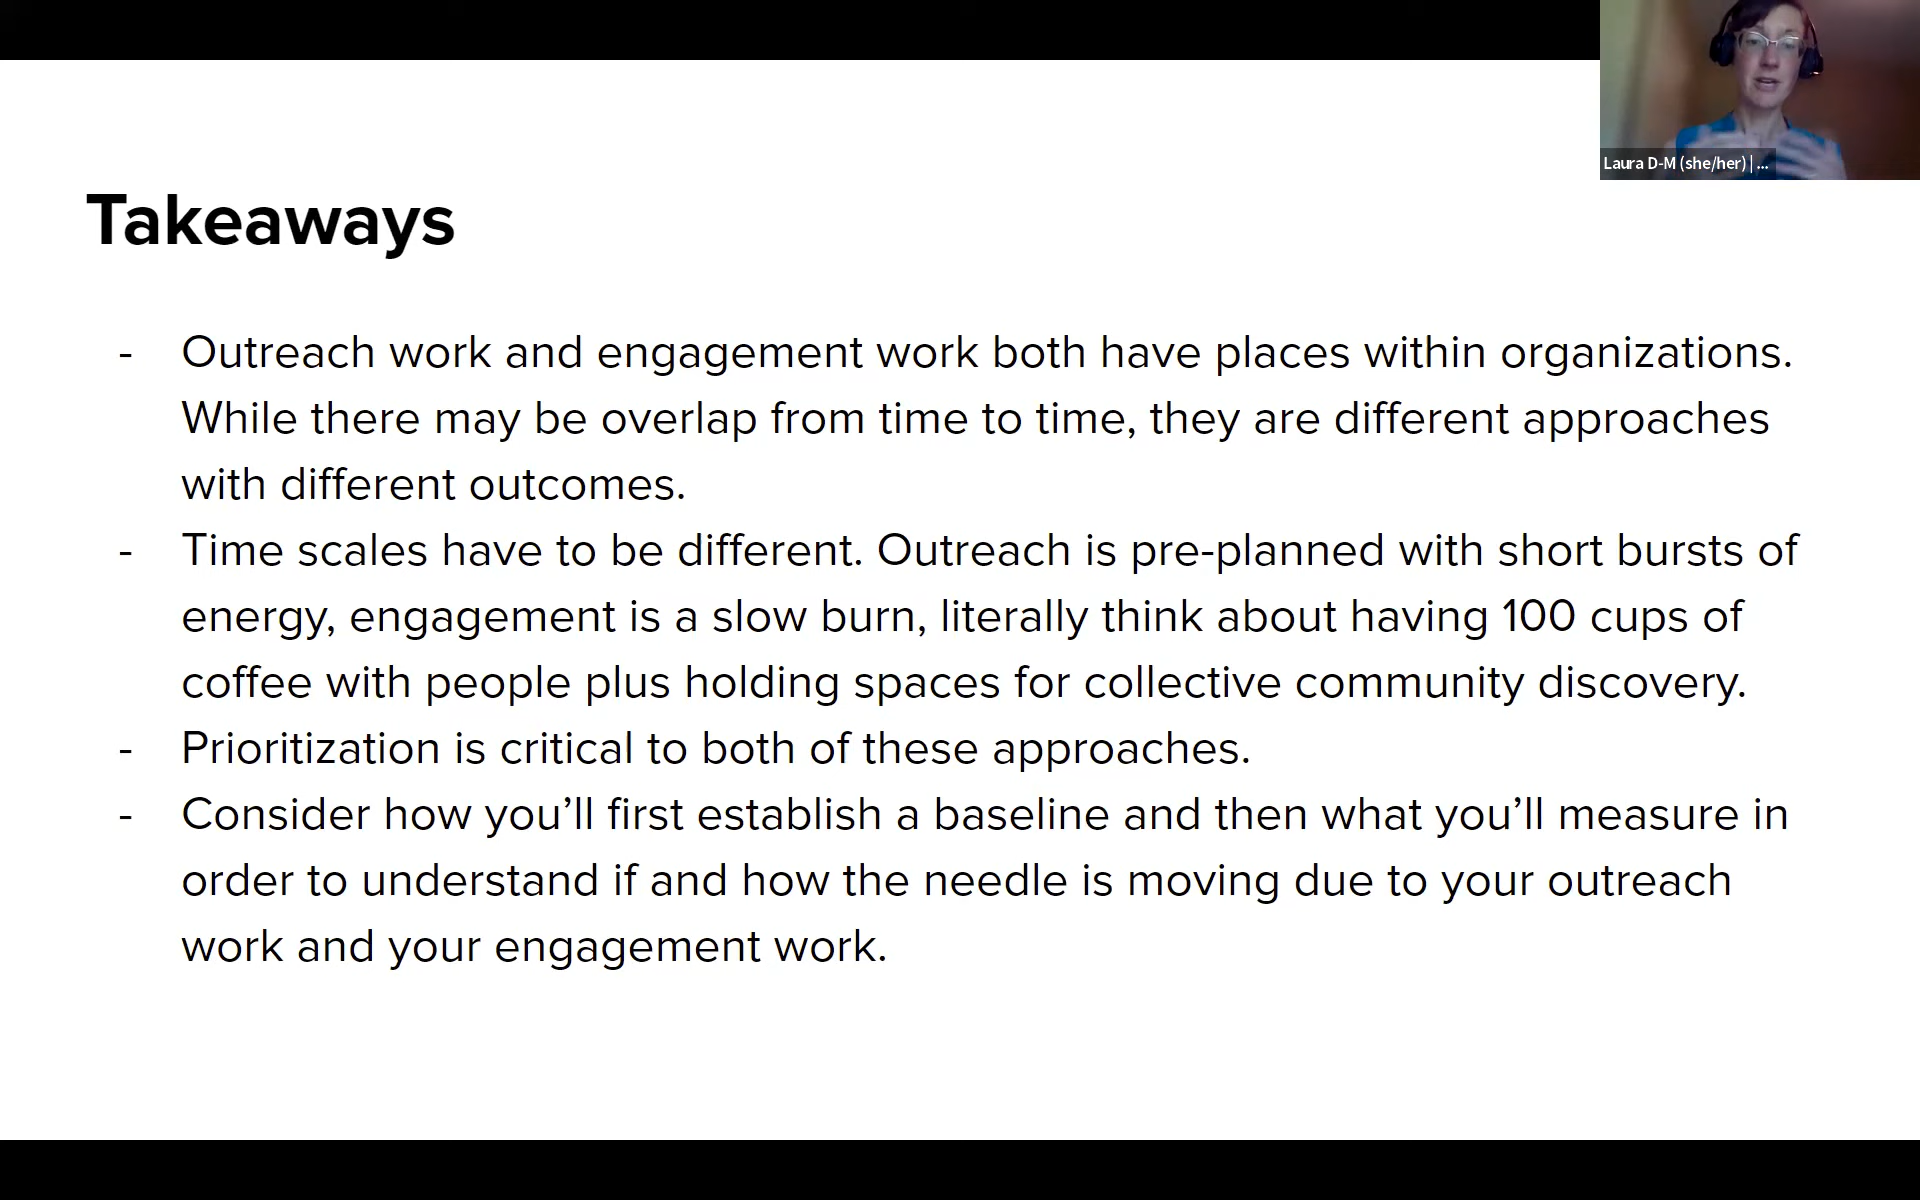 Laura D-M (she/her) | ...
Takeaways
- Outreach work and engagement work both have places within organizations.
While there may be overlap from time to time, they are different approaches
with different outcomes.
- Time scales have to be different. Outreach is pre-planned with short bursts of
energy, engagement is a slow burn, literally think about having 100 cups of
coffee with people plus holding spaces for collective community discovery.
- Prioritization is critical to both of these approaches.
- Consider how you’ll first establish a baseline and then what you’ll measure in
order to understand if and how the needle is moving due to your outreach
work and your engagement work.